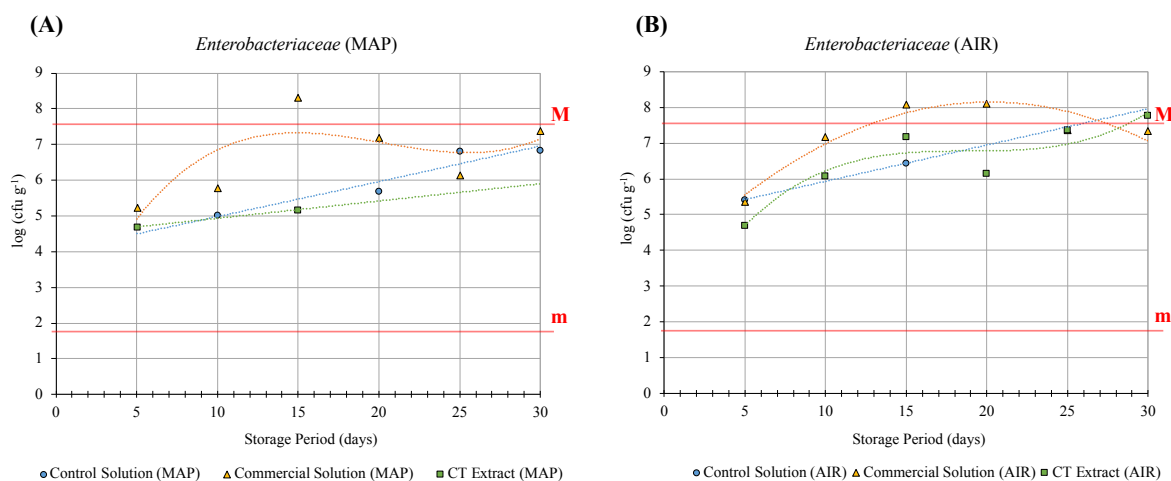 (A)
Enterobacteriaceae (MAP)
log (cfu g-1)
9
8
7
6
5
4
3
2
1
0
M
m
0 5 10 15 20 25 30
Storage Period (days)
Control Solution (MAP) Commercial Solution (MAP) CT Extract (MAP)
(B)
Enterobacteriaceae (AIR)
log (cfu g-1)
9
8
7
6
5
4
3
2
1
0
M
m
0 5 10 15 20 25 30
Storage Period (days)
Control Solution (AIR) Commercial Solution (AIR) CT Extract (AIR)